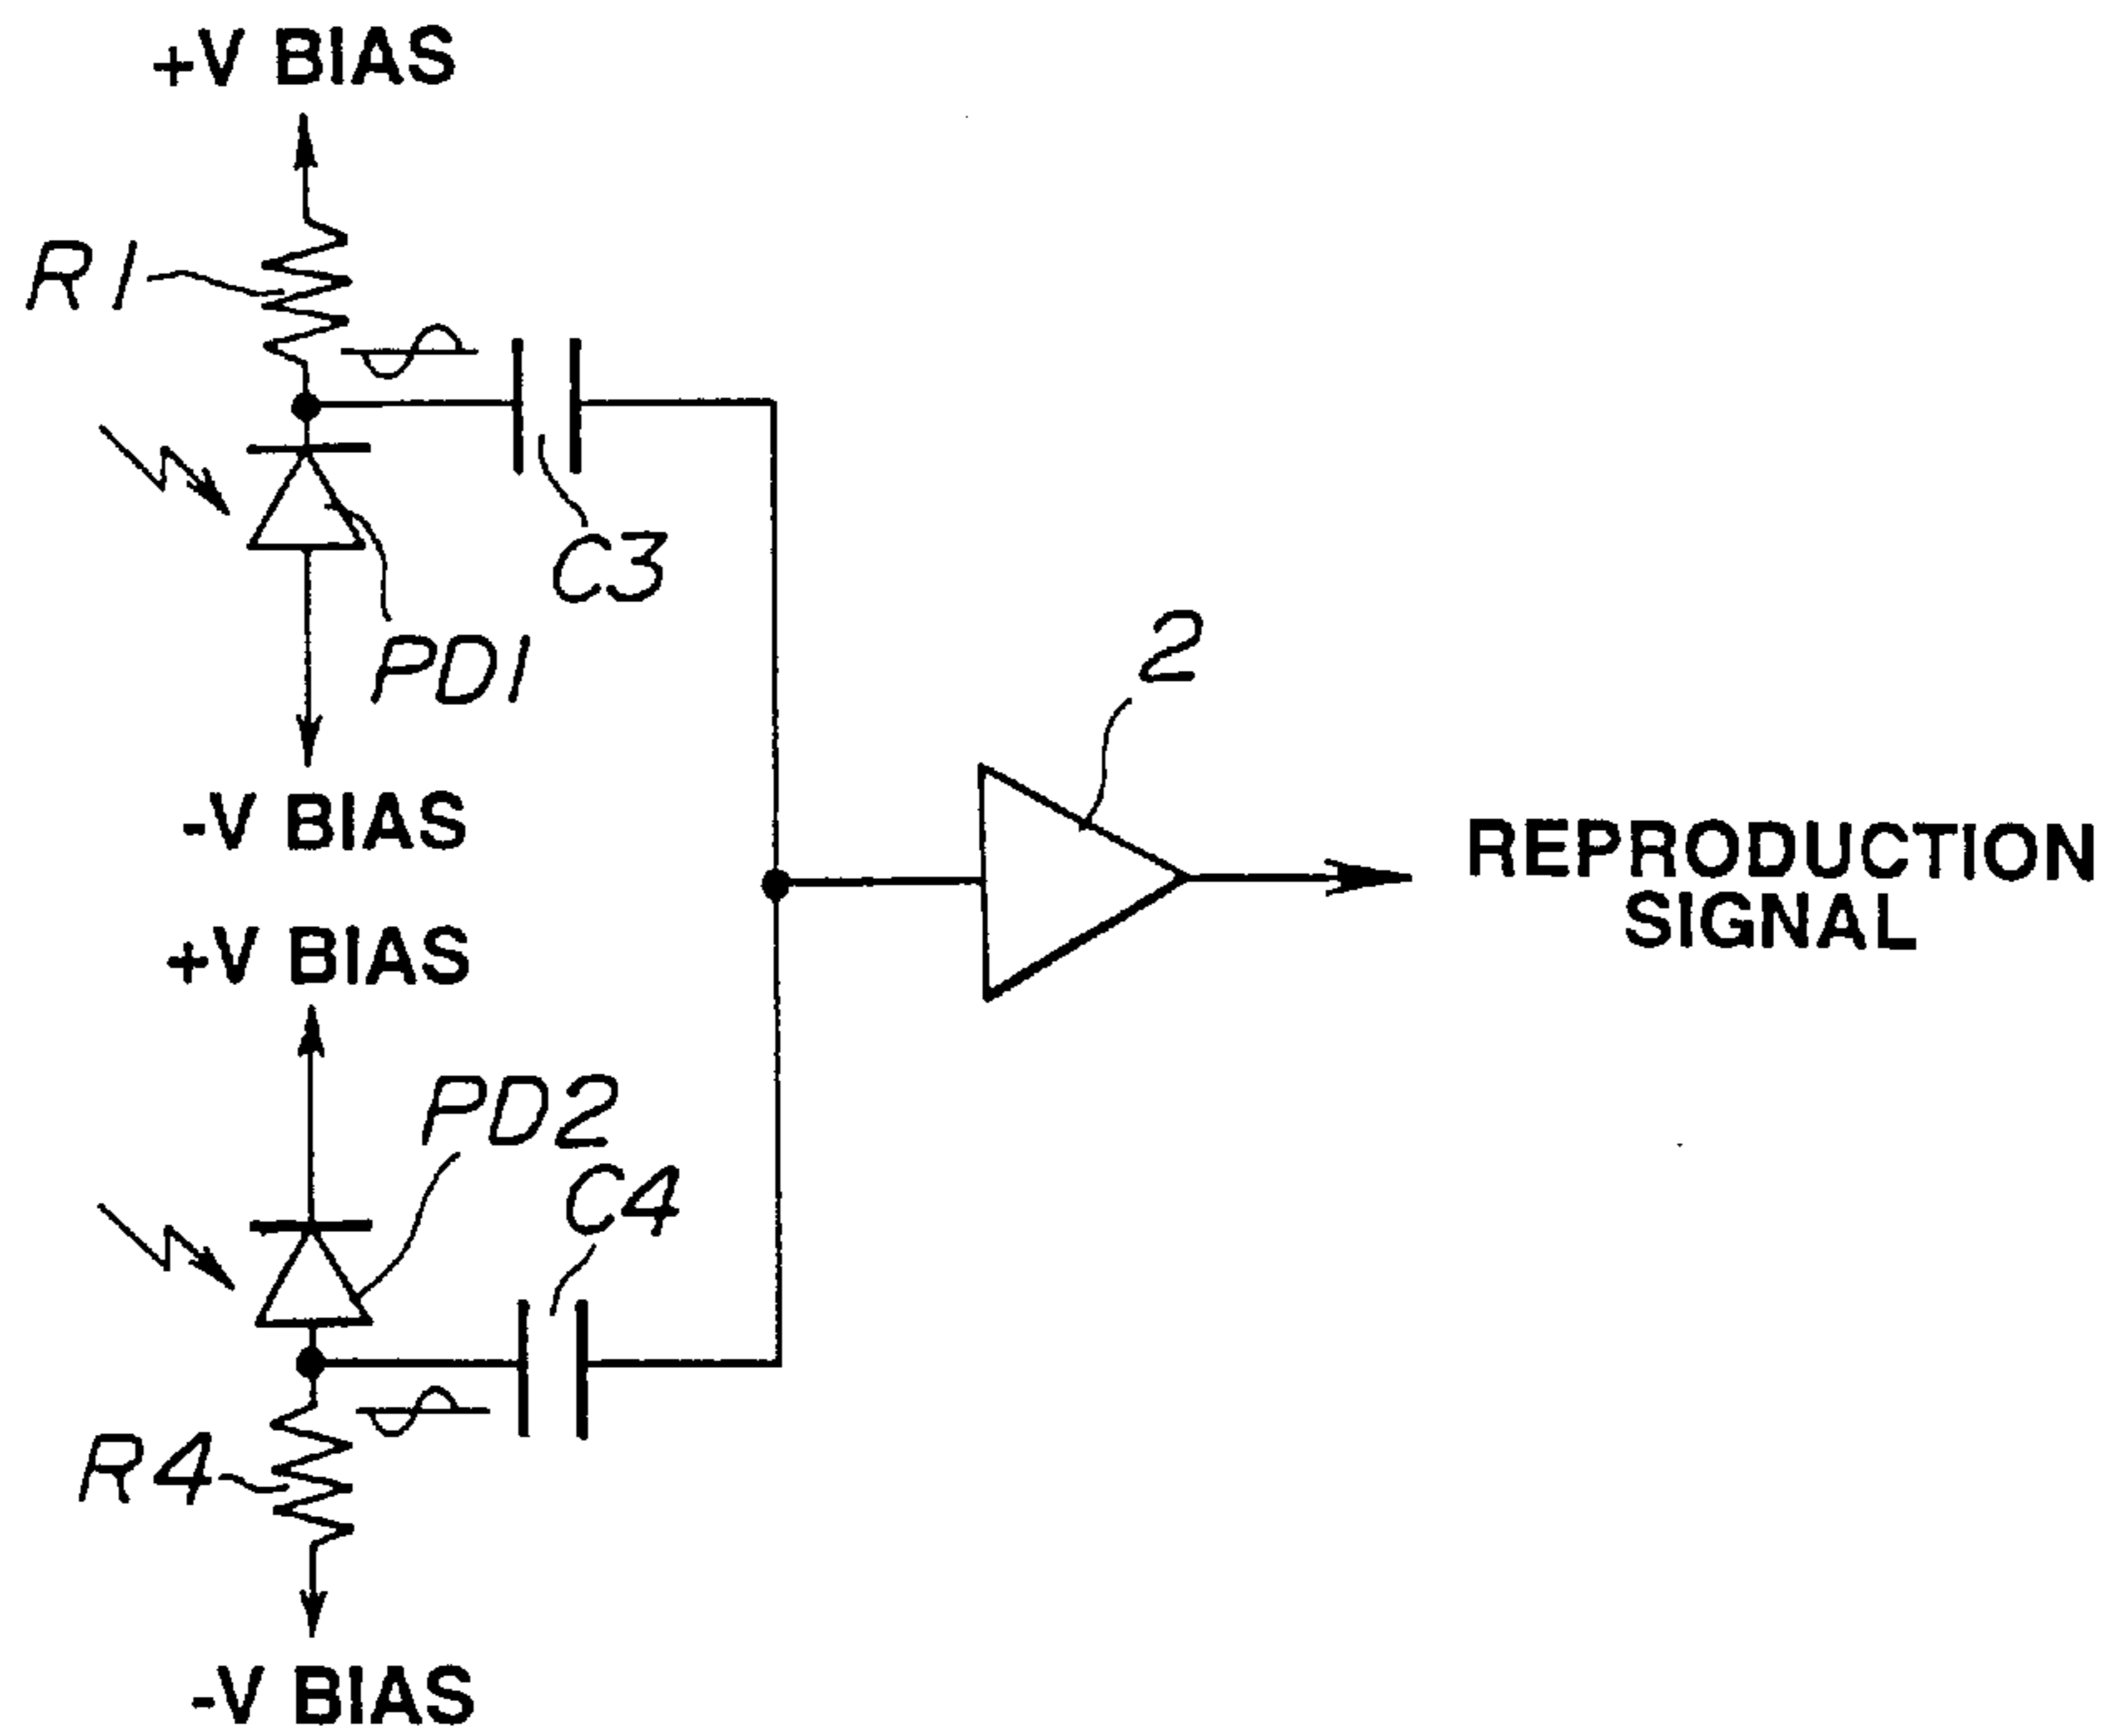 +V BIAS
R1
C3
PD1
-V BIAS
2
REPRODUCTION
SIGNAL
+V BIAS
PD2
C4
R4
-V BIAS